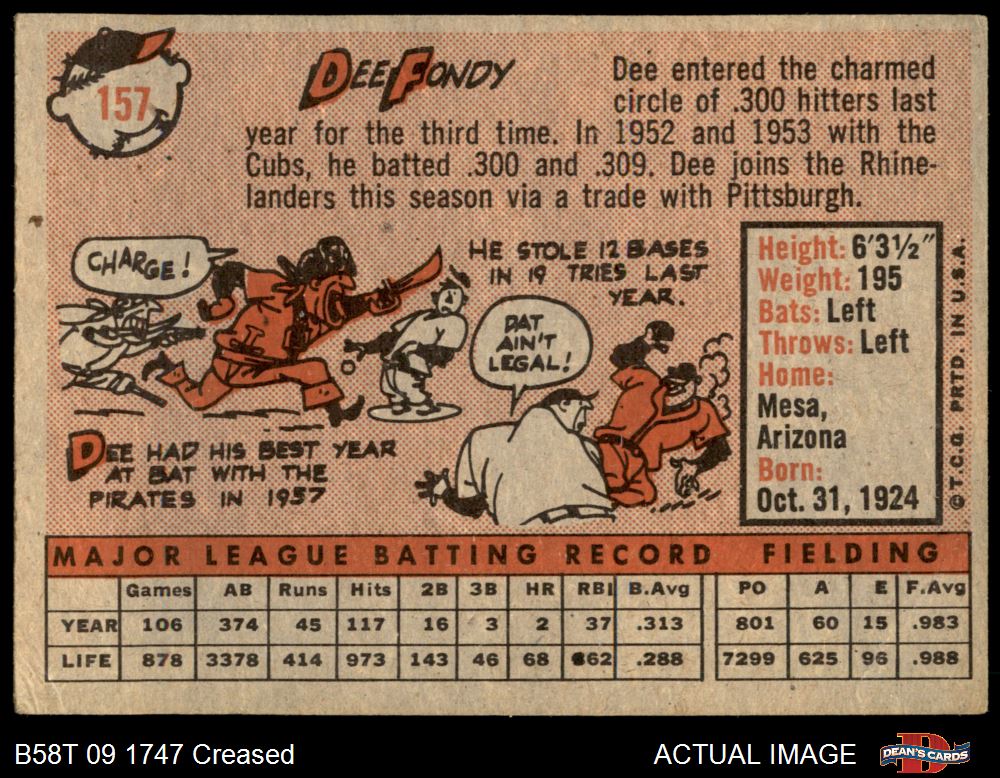 157
DEE FONDY
Dee entered the charmed
circle of .300 hitters last
year for the third time. In 1952 and 1953 with the
Cubs, he batted .300 and .309. Dee joins the Rhine-
landers this season via a trade with Pittsburgh.
CHARGE!
HE STOLE 12 BASES
IN 19 TRIES LAST
YEAR.
DAT
AIN'T
LEGAL!
DEE HAD HIS BEST YEAR
AT BAT WITH THE
PIRATES IN 1957
Height: 6'3½"
Weight: 195
Bats: Left
Throws: Left
Home:
Mesa,
Arizona
Born:
Oct. 31, 1924
©T.C.G. PRTD. IN U.S.A.
MAJOR LEAGUE BATTING RECORD FIELDING
Games AB Runs Hits 2B 3B HR RBI B.Avg PO A E F.Avg
YEAR 106 374 45 117 16 3 2 37 .313 801 60 15 .983
LIFE 878 3378 414 973 143 46 68 362 .288 7299 625 96 .988
B58T 09 1747 Creased
ACTUAL IMAGE
DEAN'S CARDS